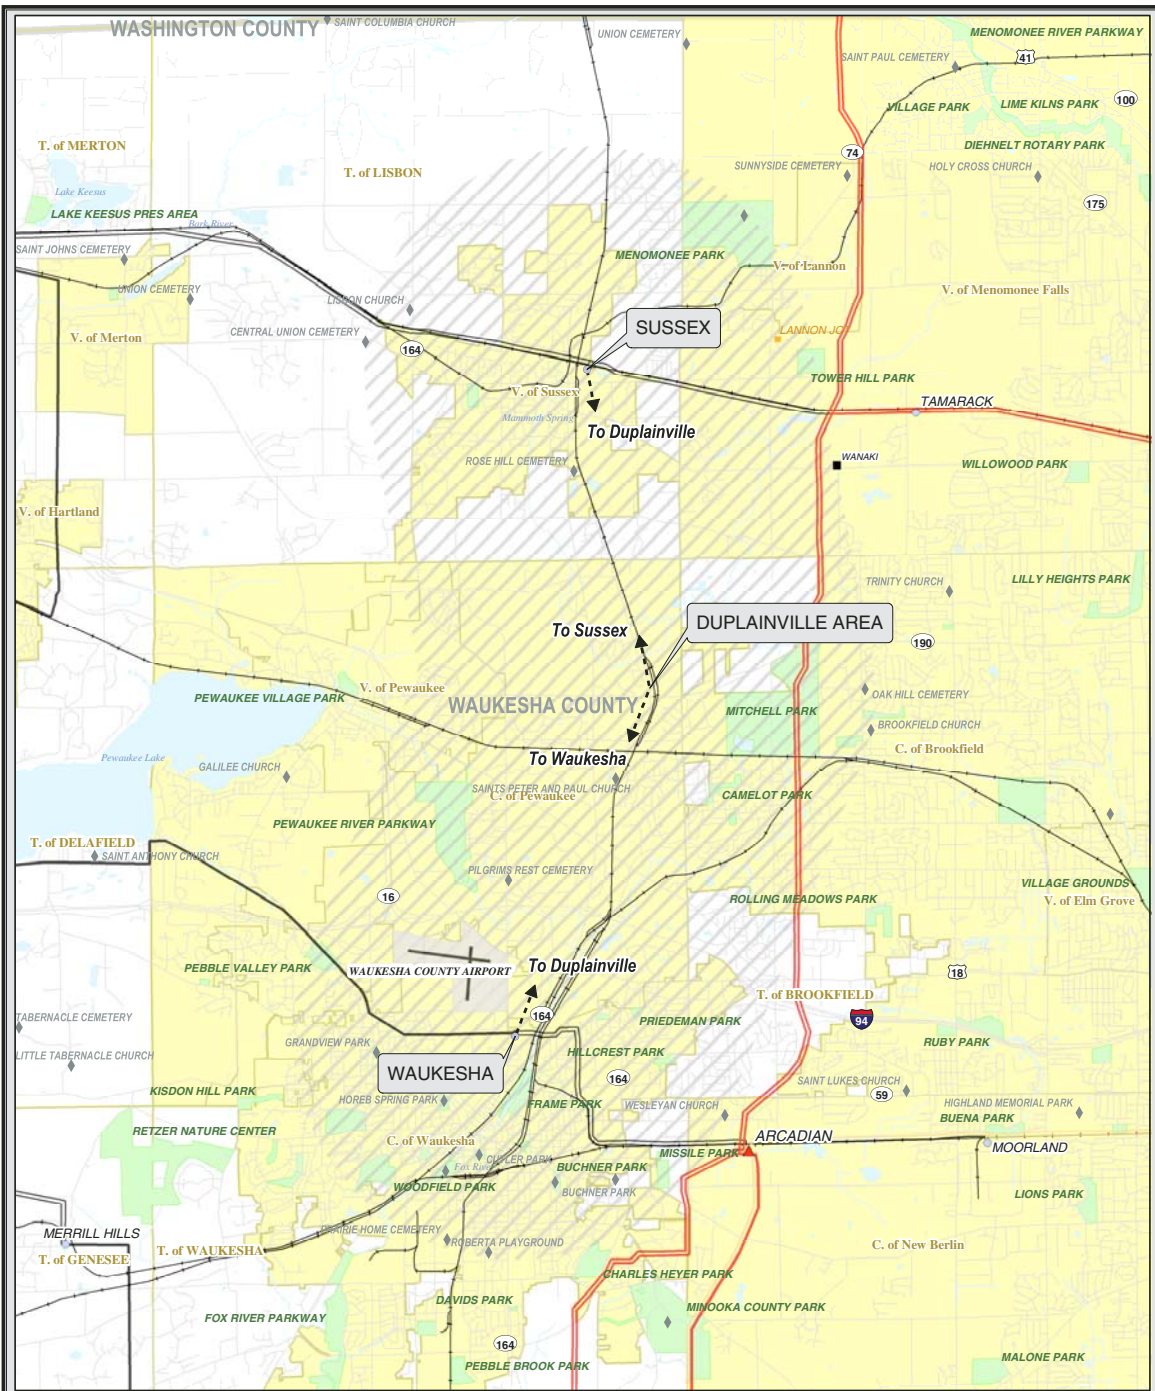 WASHINGTON COUNTY
SAINT COLUMBIA CHURCH
UNION CEMETERY
MENOMONEE RIVER PARKWAY
41
SAINT PAUL CEMETERY
100
VILLAGE PARK
LIME KILNS PARK
T. of MERTON
T. of LISBON
74
DIEHNELT ROTARY PARK
SUNNYSIDE CEMETERY
HOLY CROSS CHURCH
Lake Keesus
175
LAKE KEESUS PRES AREA
Bark River
SAINT JOHNS CEMETERY
MENOMONEE PARK
V. of Lannon
UNION CEMETERY
V. of Menomonee Falls
LISBON CHURCH
CENTRAL UNION CEMETERY
V. of Merton
SUSSEX
LANNON JCT
164
TOWER HILL PARK
V. of Sussex
TAMARACK
Mammoth Spring
To Duplainville
WANAKI
ROSE HILL CEMETERY
WILLOWOOD PARK
V. of Hartland
TRINITY CHURCH
LILLY HEIGHTS PARK
To Sussex
DUPLAINVILLE AREA
190
V. of Pewaukee
PEWAUKEE VILLAGE PARK
OAK HILL CEMETERY
WAUKESHA COUNTY
MITCHELL PARK
BROOKFIELD CHURCH
C. of Brookfield
Pewaukee Lake
To Waukesha
GALILEE CHURCH
SAINTS PETER AND PAUL CHURCH
C. of Pewaukee
CAMELOT PARK
PEWAUKEE RIVER PARKWAY
T. of DELAFIELD
SAINT ANTHONY CHURCH
PILGRIMS REST CEMETERY
VILLAGE GROUNDS
16
ROLLING MEADOWS PARK
V. of Elm Grove
PEBBLE VALLEY PARK
WAUKESHA COUNTY AIRPORT
To Duplainville
18
T. of BROOKFIELD
TABERNACLE CEMETERY
164
PRIEDEMAN PARK
94
GRANDVIEW PARK
RUBY PARK
LITTLE TABERNACLE CHURCH
HILLCREST PARK
WAUKESHA
164
SAINT LUKES CHURCH
KISDON HILL PARK
59
HOREB SPRING PARK
FRAME PARK
WESLEYAN CHURCH
HIGHLAND MEMORIAL PARK
BUENA PARK
RETZER NATURE CENTER
C. of Waukesha
ARCADIAN
MOORLAND
CUTLER PARK
MISSILE PARK
Fox River
BUCHNER PARK
WOODFIELD PARK
BUCHNER PARK
LIONS PARK
PRAIRIE HOME CEMETERY
MERRILL HILLS
ROBERTA PLAYGROUND
T. of WAUKESHA
C. of New Berlin
T. of GENESEE
CHARLES HEYER PARK
DAVIDS PARK
MINOOKA COUNTY PARK
FOX RIVER PARKWAY
164
MALONE PARK
PEBBLE BROOK PARK